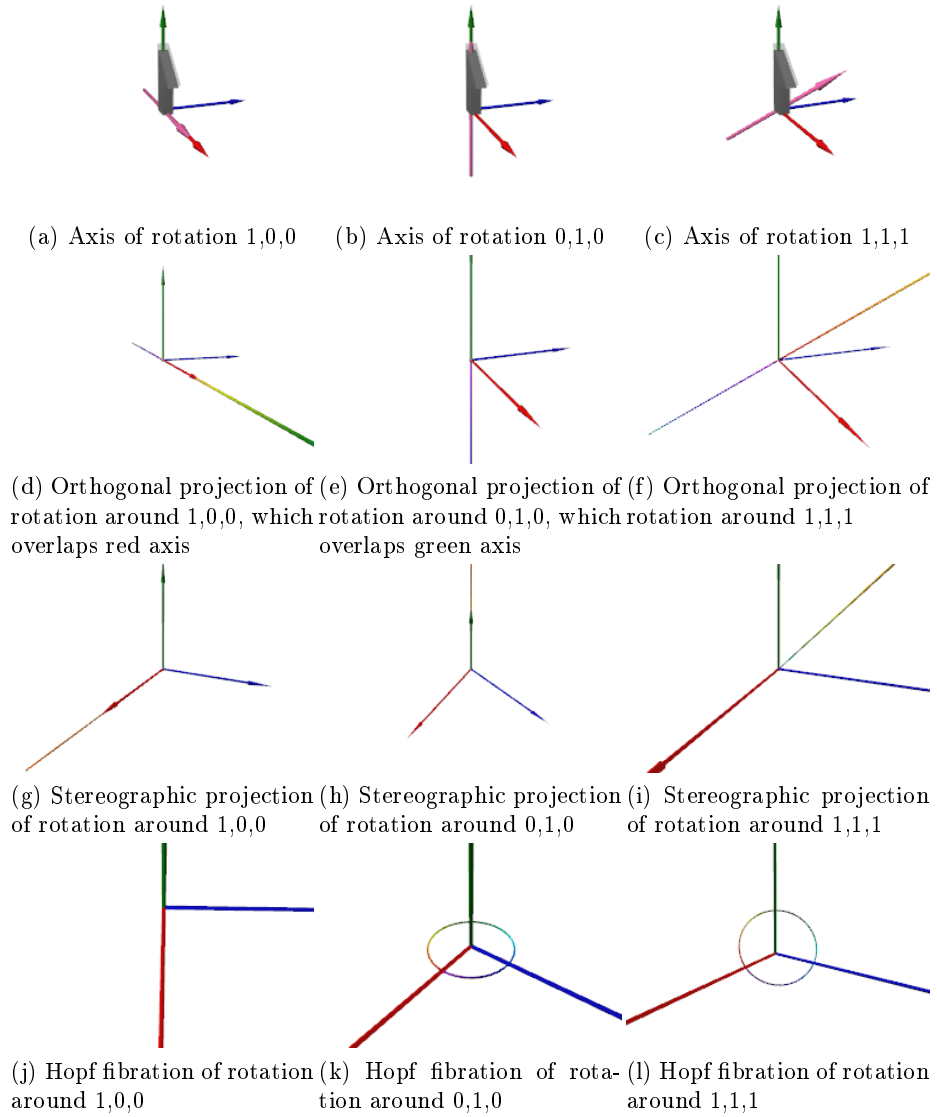 (a) Axis of rotation 1,0,0
(b) Axis of rotation 0,1,0
(c) Axis of rotation 1,1,1
(d) Orthogonal projection of
rotation around 1,0,0, which
overlaps red axis
(e) Orthogonal projection of
rotation around 0,1,0, which
overlaps green axis
(f) Orthogonal projection of
rotation around 1,1,1
(g) Stereographic projection
of rotation around 1,0,0
(h) Stereographic projection
of rotation around 0,1,0
(i) Stereographic projection
of rotation around 1,1,1
(j) Hopf fibration of rotation
around 1,0,0
(k) Hopf fibration of rota-
tion around 0,1,0
(l) Hopf fibration of rotation
around 1,1,1